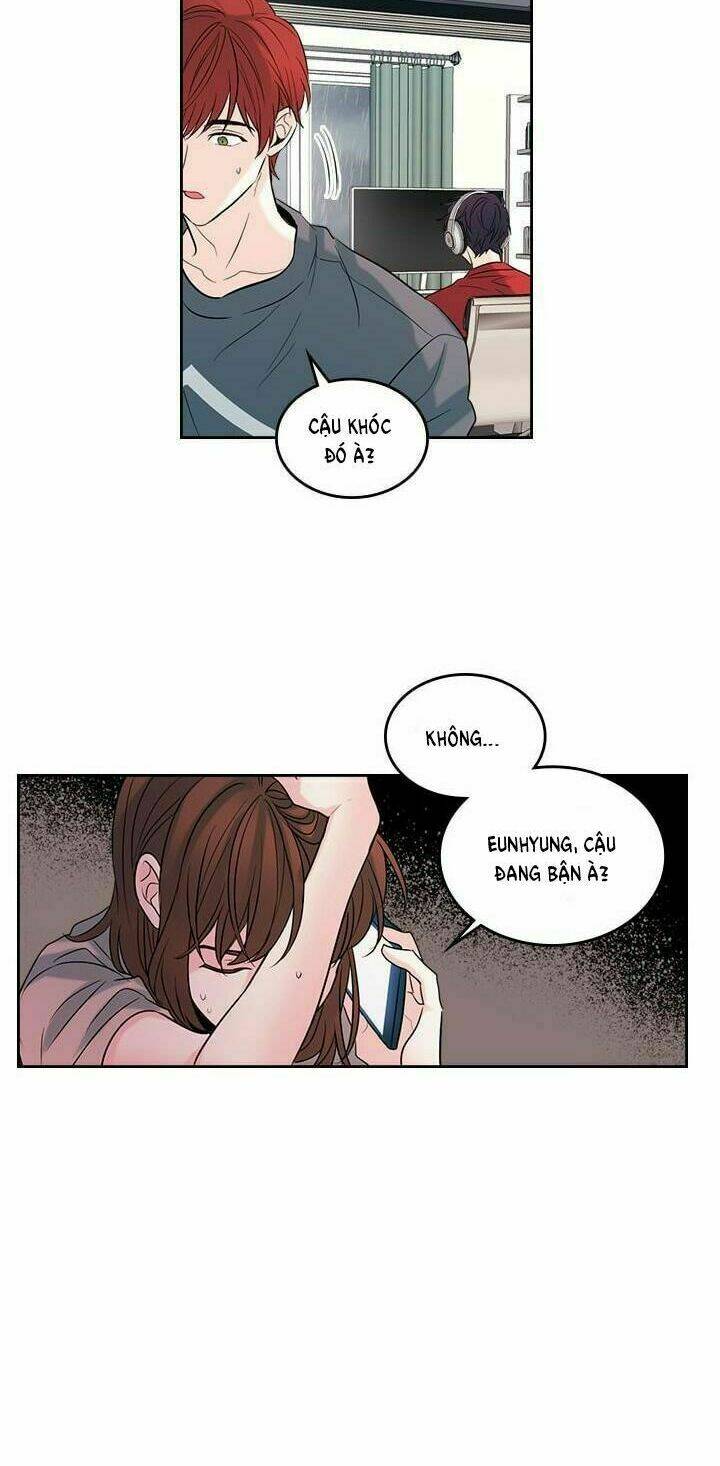 CẬU KHÓC
ĐÓ À?
KHÔNG...
EUNHYUNG, CẬU
ĐANG BẬN À?